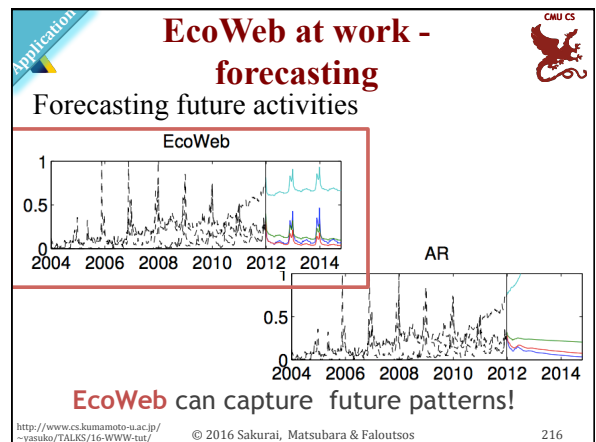 Application
EcoWeb at work -
forecasting
CMU CS
Forecasting future activities
EcoWeb
1
0.5
0
2004 2006 2008 2010 2012 2014
AR
1
0.5
0
2004 2006 2008 2010 2012 2014
EcoWeb can capture future patterns!
http://www.cs.kumamoto-u.ac.jp/
~yasuko/TALKS/16-WWW-tut/
© 2016 Sakurai, Matsubara & Faloutsos
216